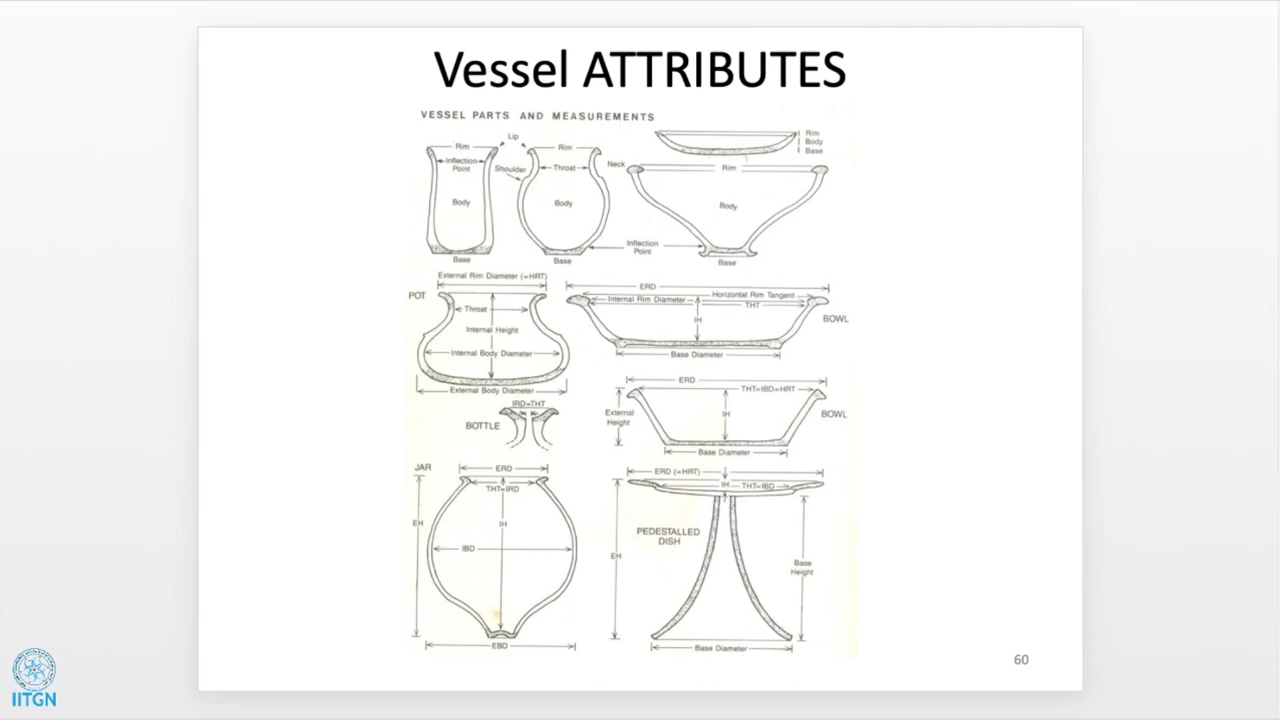 Vessel ATTRIBUTES
VESSEL PARTS AND MEASUREMENTS
Lip
Rim
Inflection
Point
Body
Base
Shoulder
Rim
Throat
Body
Base
Neck
Rim
Body
Base
Rim
Body
Inflection
Point
Base
External Rim Diameter (=HRT)
POT
Throat
Internal Height
Internal Body Diameter
External Body Diameter
ERD
Internal Rim Diameter
Horizontal Rim Tangent
THT
IH
BOWL
Base Diameter
IRD=THT
BOTTLE
ERD
THT=IBD=HRT
External
Height
IH
BOWL
Base Diameter
JAR
ERD
THT=IRD
EH
IH
IBD
EBD
ERD (=HRT)
IH
THT=IBD
PEDESTALLED
DISH
EH
Base
Height
Base Diameter
60
IITGN